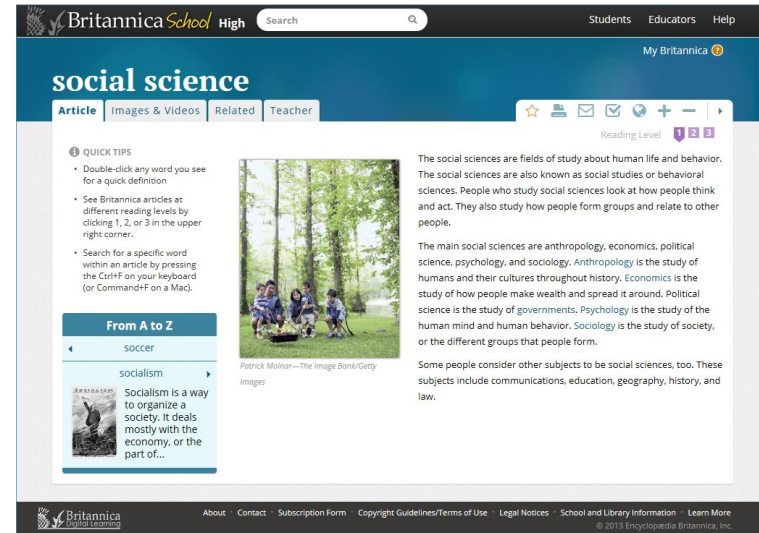 Britannica School High
Search
Students Educators Help
My Britannica ?
social science
Article Images & Videos Related Teacher
Reading Level 1 2 3
QUICK TIPS
• Double-click any word you see
for a quick definition
• See Britannica articles at
different reading levels by
clicking 1, 2, or 3 in the upper
right corner.
• Search for a specific word
within an article by pressing
the Ctrl+F on your keyboard
(or Command+F on a Mac).
From A to Z
soccer
socialism
Socialism is a way
to organize a
society. It deals
mostly with the
economy, or the
part of...
Patrick Molnar—The Image Bank/Getty
Images
The social sciences are fields of study about human life and behavior.
The social sciences are also known as social studies or behavioral
sciences. People who study social sciences look at how people think
and act. They also study how people form groups and relate to other
people.
The main social sciences are anthropology, economics, political
science, psychology, and sociology. Anthropology is the study of
humans and their cultures throughout history. Economics is the
study of how people make wealth and spread it around. Political
science is the study of governments. Psychology is the study of the
human mind and human behavior. Sociology is the study of society,
or the different groups that people form.
Some people consider other subjects to be social sciences, too. These
subjects include communications, education, geography, history, and
law.
Britannica
Digital Learning
About · Contact · Subscription Form · Copyright Guidelines/Terms of Use · Legal Notices · School and Library Information · Learn More
© 2013 Encyclopædia Britannica, Inc.